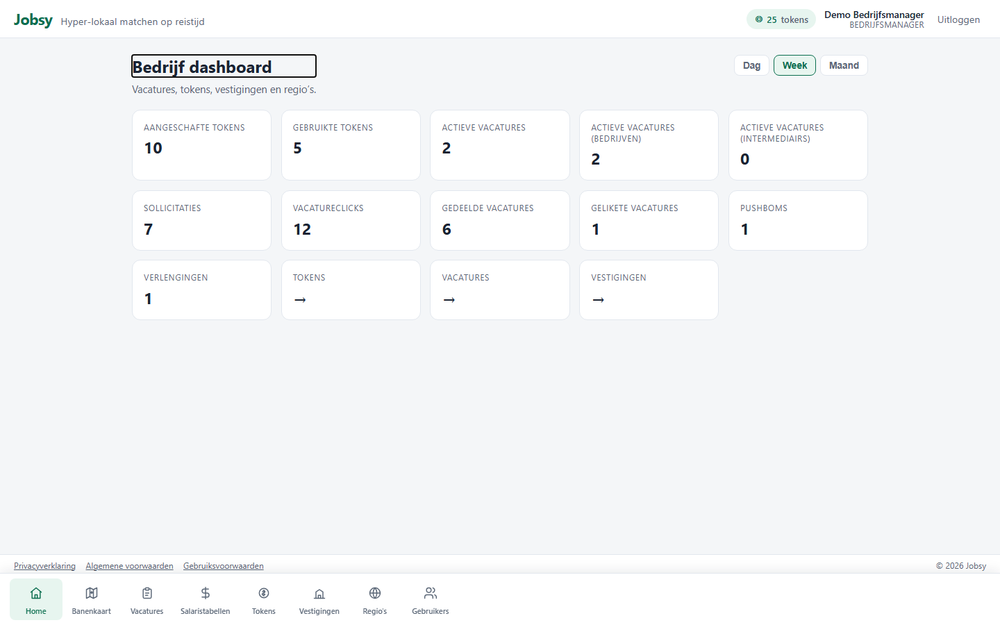 Jobsy Hyper-lokaal matchen op reistijd
25 tokens
Demo Bedrijfsmanager
BEDRIJFSMANAGER
Uitloggen
Bedrijf dashboard
Dag Week Maand
Vacatures, tokens, vestigingen en regio's.
AANGESCHAFTE TOKENS
10
GEBRUIKTE TOKENS
5
ACTIEVE VACATURES
2
ACTIEVE VACATURES
(BEDRIJVEN)
2
ACTIEVE VACATURES
(INTERMEDIAIRS)
0
SOLLICITATIES
7
VACATURECLICKS
12
GEDEELDE VACATURES
6
GELIKETE VACATURES
1
PUSHBOMS
1
VERLENGINGEN
1
TOKENS
→
VACATURES
→
VESTIGINGEN
→
Privacyverklaring Algemene voorwaarden Gebruiksvoorwaarden
© 2026 Jobsy
Home Banenkaart Vacatures Salaristabellen Tokens Vestigingen Regio's Gebruikers